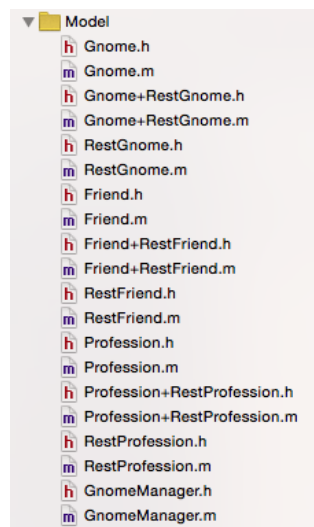 Model
h Gnome.h
m Gnome.m
h Gnome+RestGnome.h
m Gnome+RestGnome.m
h RestGnome.h
m RestGnome.m
h Friend.h
m Friend.m
h Friend+RestFriend.h
m Friend+RestFriend.m
h RestFriend.h
m RestFriend.m
h Profession.h
m Profession.m
h Profession+RestProfession.h
m Profession+RestProfession.m
h RestProfession.h
m RestProfession.m
h GnomeManager.h
m GnomeManager.m